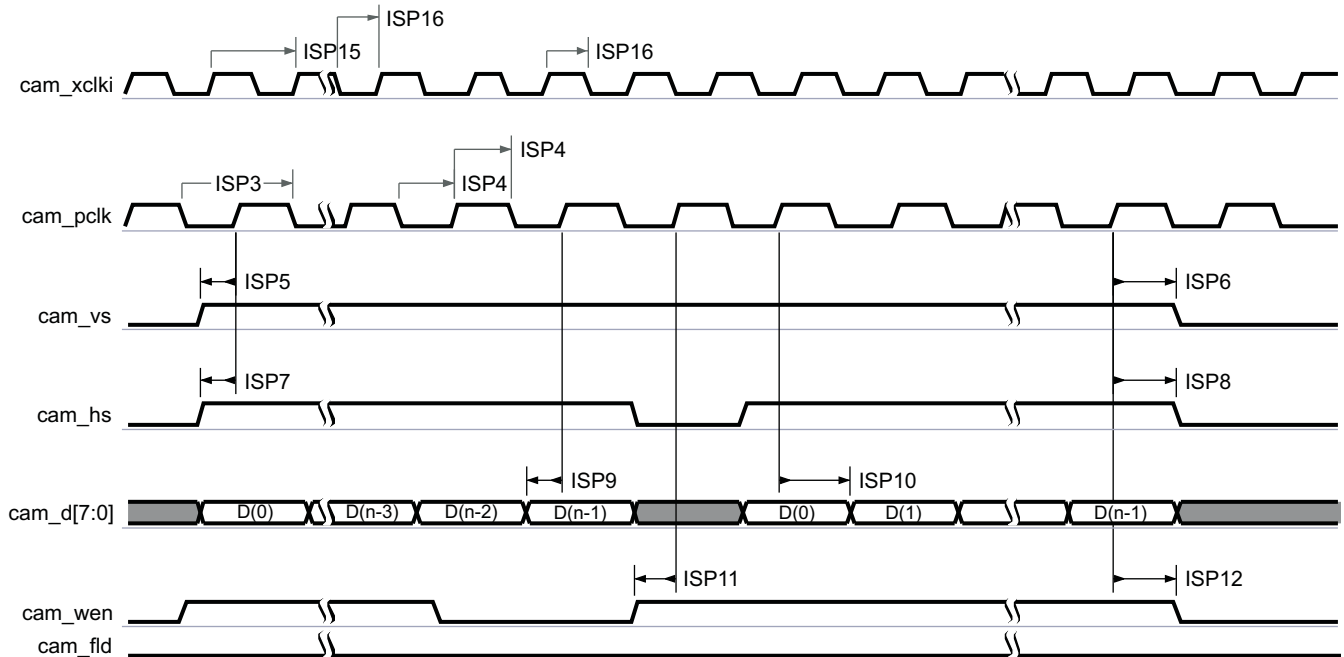 ISP16
ISP15
ISP16
cam_xclki
ISP4
ISP3
ISP4
cam_pclk
ISP5
ISP6
cam_vs
ISP7
ISP8
cam_hs
ISP9
ISP10
cam_d[7:0]
D(0)
D(n-3)
D(n-2)
D(n-1)
D(0)
D(1)
D(n-1)
ISP11
ISP12
cam_wen
cam_fld